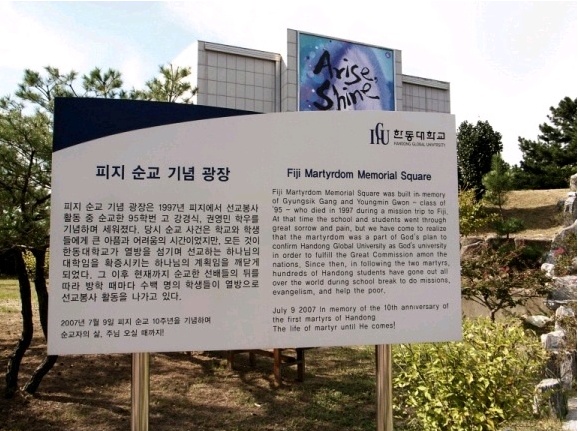 Arise,
Shine
한동대학교
HANDONG GLOBAL UNIVERSITY
피지 순교 기념 광장
피지 순교 기념 광장은 1997년 피지에서 선교봉사
활동 중 순교한 95학번 고 강경식, 권영민 학우를
기념하며 세워졌다. 당시 순교 사건은 학교와 학생
들에게 큰 아픔과 어려움의 시간이었지만, 모든 것이
한동대학교가 열방을 섬기며 선교하는 하나님의
대학임을 확증시키는 하나님의 계획임을 깨닫게
되었다. 그 이후 현재까지 순교한 선배들의 뒤를
따라 방학 때마다 수백 명의 학생들이 열방으로
선교봉사 활동을 나가고 있다.
2007년 7월 9일 피지 순교 10주년을 기념하며
순교자의 삶, 주님 오실 때까지!
Fiji Martyrdom Memorial Square
Fiji Martyrdom Memorial Square was built in memory
of Gyungsik Gang and Youngmin Gwon - class of
'95 - who died in 1997 during a mission trip to Fiji.
At that time the school and students went through
great sorrow and pain, but we have come to realize
that the martyrdom was a part of God's plan to
confirm Handong Global University as God's university
in order to fulfill the Great Commission amon the
nations. Since then, in following the two martyrs,
hundreds of Handong students have gone out all
over the world during school break to do missions,
evangelism, and help the poor.
July 9 2007 In memory of the 10th anniversary of
the first martyrs of Handong
The life of martyr until He comes!